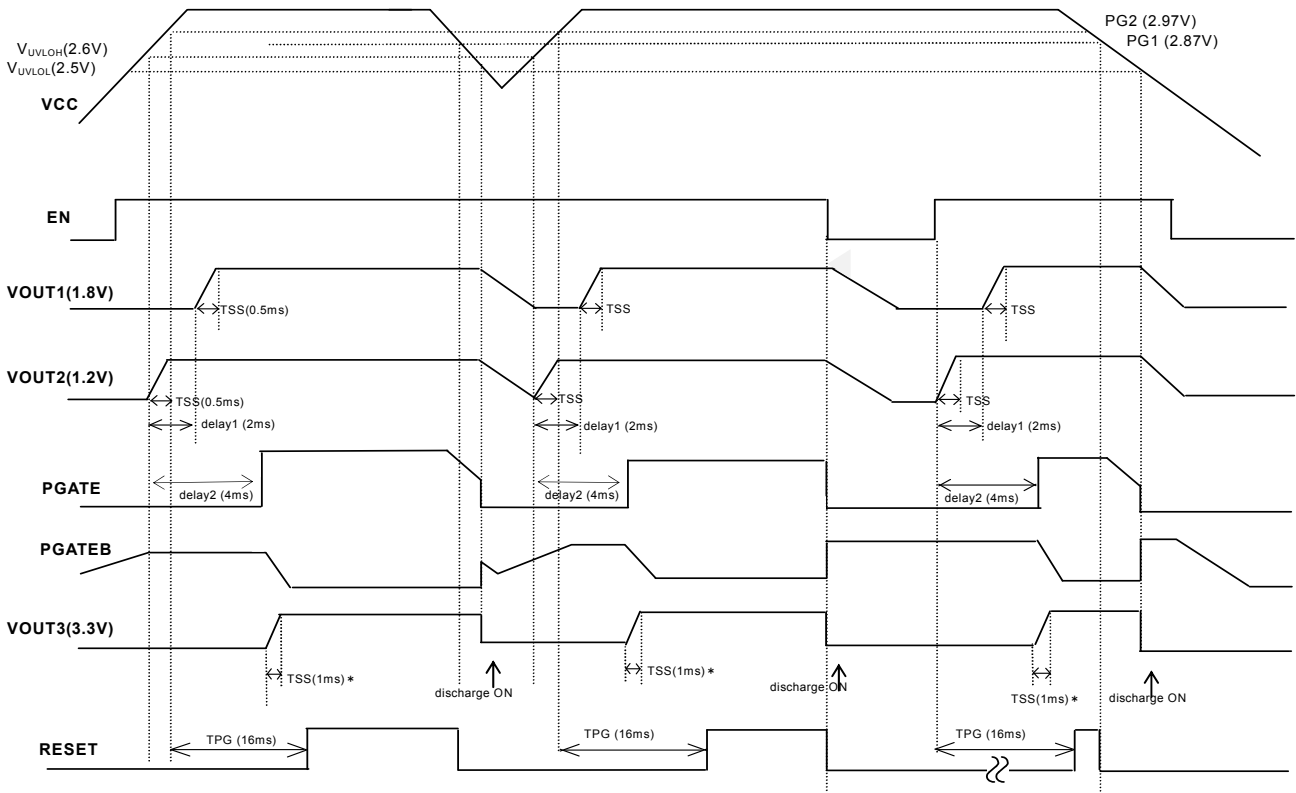 PG2 (2.97V)
PG1 (2.87V)
VUVLOH(2.6V)
VUVLOL(2.5V)
VCC
EN
VOUT1(1.8V)
TSS(0.5ms)
TSS
TSS
VOUT2(1.2V)
TSS(0.5ms)
TSS
TSS
delay1 (2ms)
delay1 (2ms)
delay1 (2ms)
PGATE
delay2 (4ms)
delay2 (4ms)
delay2 (4ms)
PGATEB
VOUT3(3.3V)
TSS(1ms)*
discharge ON
TSS(1ms)*
discharge ON
TSS(1ms)*
discharge ON
RESET
TPG (16ms)
TPG (16ms)
TPG (16ms)